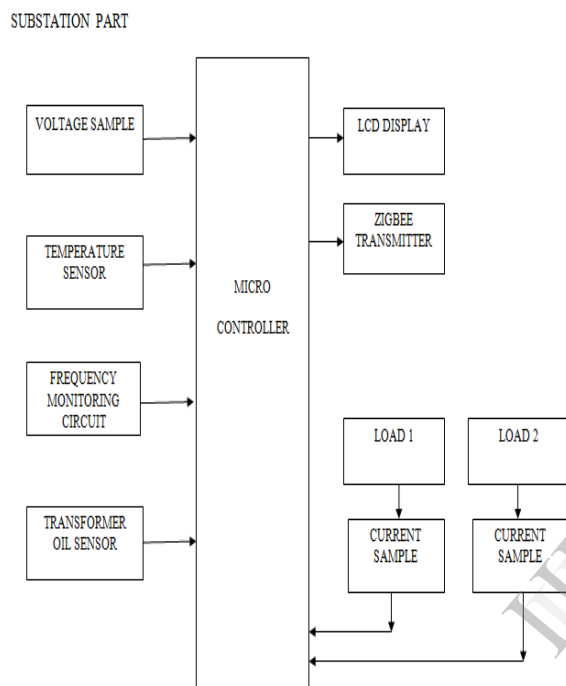 SUBSTATION PART
VOLTAGE SAMPLE
TEMPERATURE
SENSOR
FREQUENCY
MONITORING
CIRCUIT
TRANSFORMER
OIL SENSOR
MICRO
CONTROLLER
LCD DISPLAY
ZIGBEE
TRANSMITTER
LOAD 1
LOAD 2
CURRENT
SAMPLE
CURRENT
SAMPLE